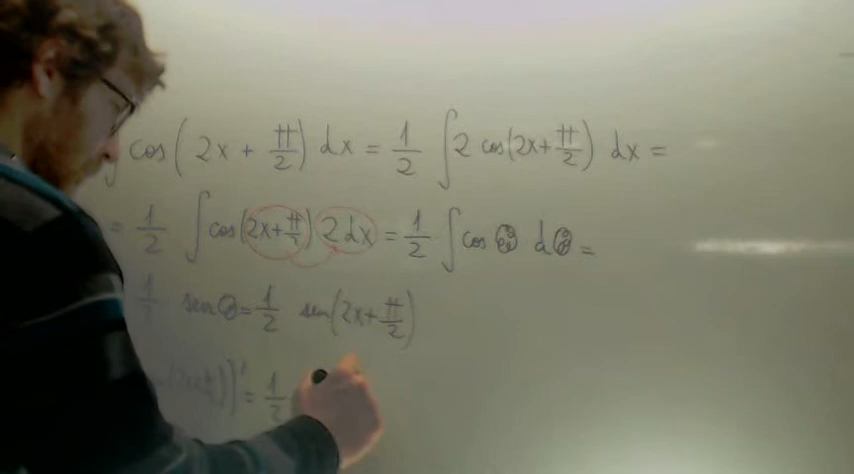 ∫ cos(2x + π/2) dx = 1/2 ∫ 2 cos(2x+π/2) dx =
= 1/2 ∫ cos(2x+π/2) 2dx = 1/2 ∫ cos ☺ d☺ =
1/2 sen☺ = 1/2 sen(2x+π/2)
)]' = 1/2